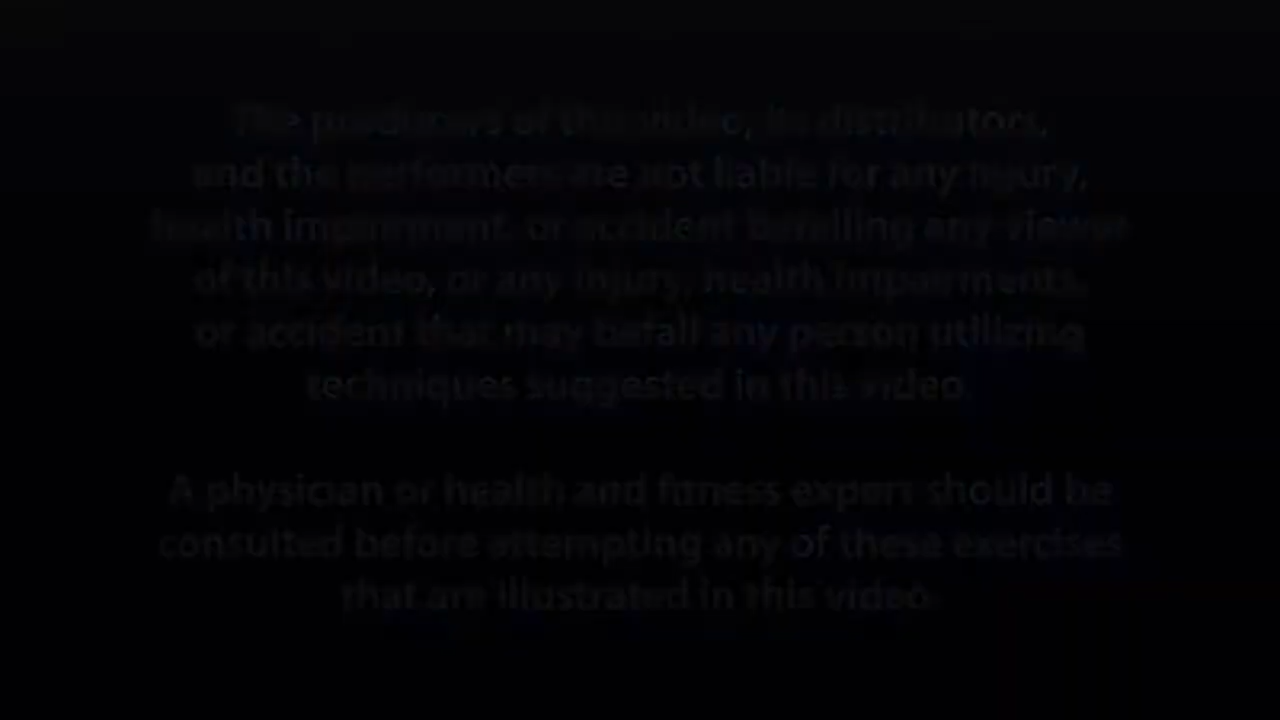 The producers of this video, its distributors,
and the performers are not liable for any injury,
health impairment, or accident befalling any viewer
of this video, or any injury, health impairments,
or accident that may befall any person utilizing
techniques suggested in this video.
A physician or health and fitness expert should be
consulted before attempting any of these exercises
that are illustrated in this video.